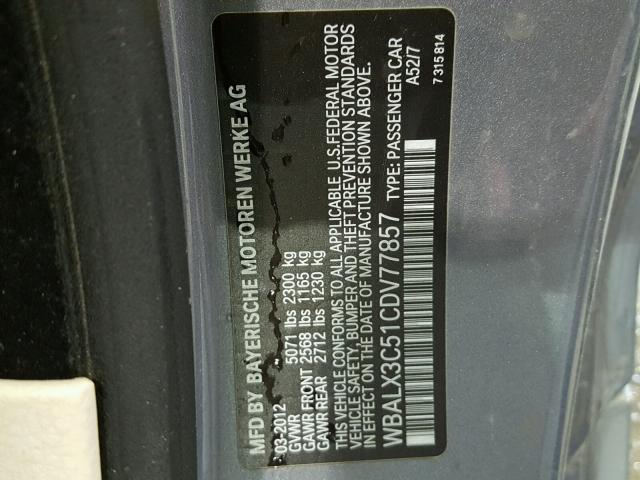 MFD BY BAYERISCHE MOTOREN WERKE AG
03-2012
GVWR 5071 lbs 2300 kg
GAWR FRONT 2568 lbs 1165 kg
GAWR REAR 2712 lbs 1230 kg
THIS VEHICLE CONFORMS TO ALL APPLICABLE U.S. FEDERAL MOTOR
VEHICLE SAFETY, BUMPER AND THEFT PREVENTION STANDARDS
IN EFFECT ON THE DATE OF MANUFACTURE SHOWN ABOVE.
WBALX3C51CDV77857 TYPE: PASSENGER CAR
A52/7
7 315 814